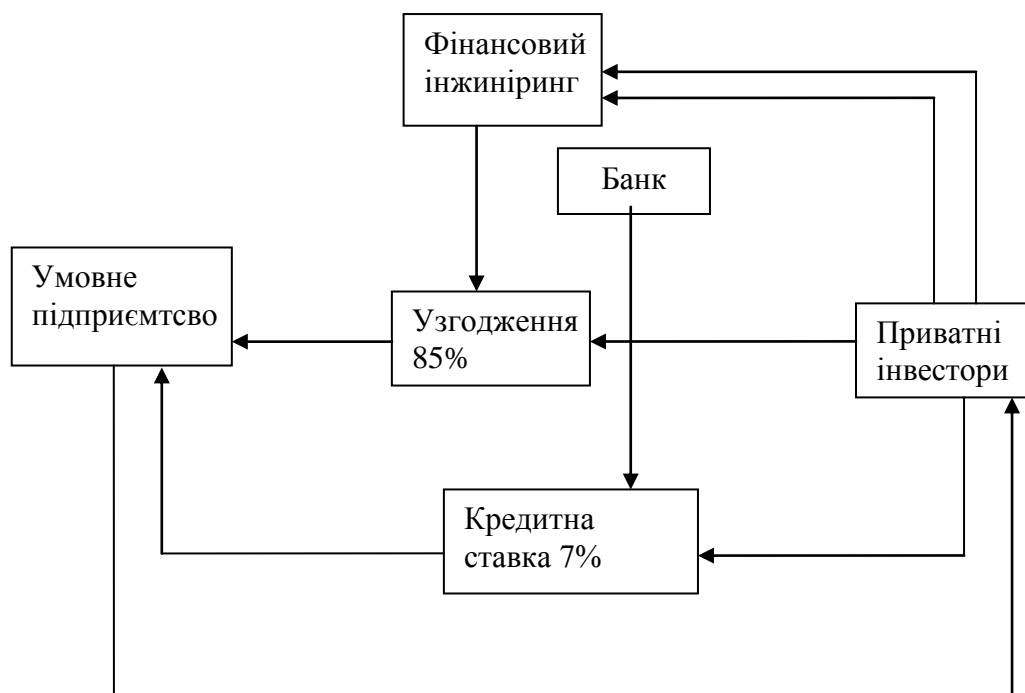 Фінансовий
інжиніринг
Банк
Умовне
підприємтсво
Узгодження
85%
Приватні
інвестори
Кредитна
ставка 7%